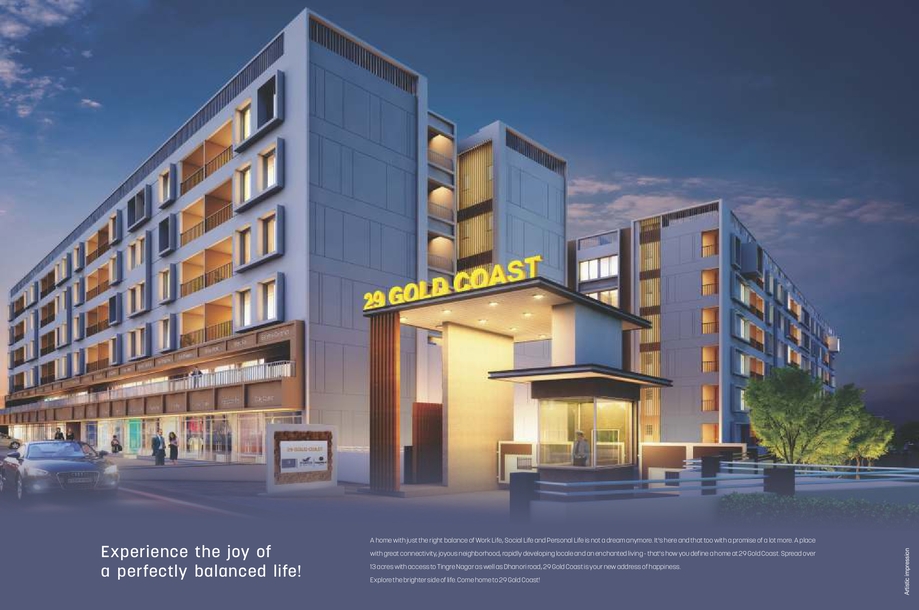 29 GOLD COAST
29 GOLD COAST
Experience the joy of
a perfectly balanced life!
A home with just the right balance of Work Life, Social Life and Personal Life is not a dream anymore. It's here and that too with a promise of a lot more. A place
with great connectivity, joyous neighborhood, rapidly developing locale and an enchanted living - that's how you define a home at 29 Gold Coast. Spread over
13 acres with access to Tingre Nagar as well as Dhanori road, 29 Gold Coast is your new address of happiness.
Explore the brighter side of life. Come home to 29 Gold Coast!
Artistic impression